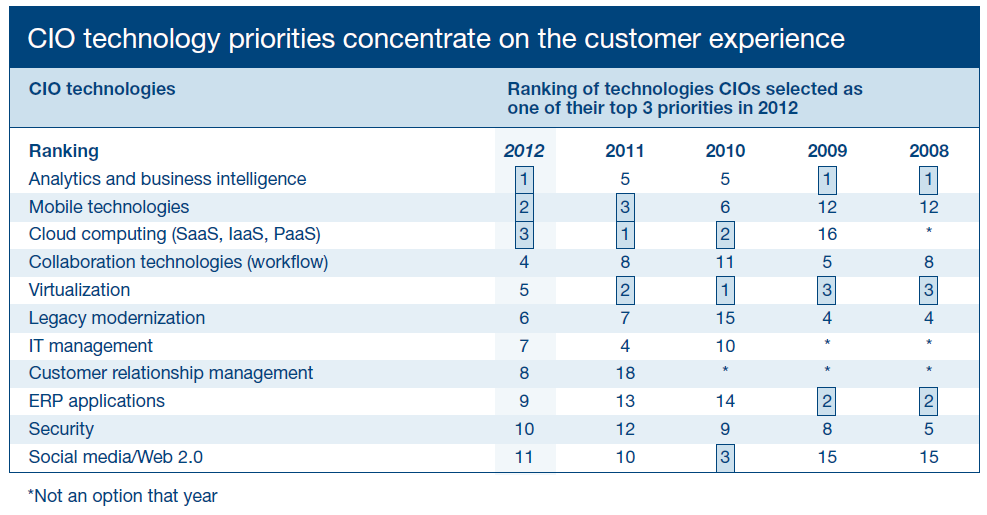 CIO technology priorities concentrate on the customer experience
CIO technologies Ranking of technologies CIOs selected as
one of their top 3 priorities in 2012
Ranking 2012 2011 2010 2009 2008
Analytics and business intelligence 1 5 5 1 1
Mobile technologies 2 3 6 12 12
Cloud computing (SaaS, IaaS, PaaS) 3 1 2 16 *
Collaboration technologies (workflow) 4 8 11 5 8
Virtualization 5 2 1 3 3
Legacy modernization 6 7 15 4 4
IT management 7 4 10 * *
Customer relationship management 8 18 * * *
ERP applications 9 13 14 2 2
Security 10 12 9 8 5
Social media/Web 2.0 11 10 3 15 15
*Not an option that year